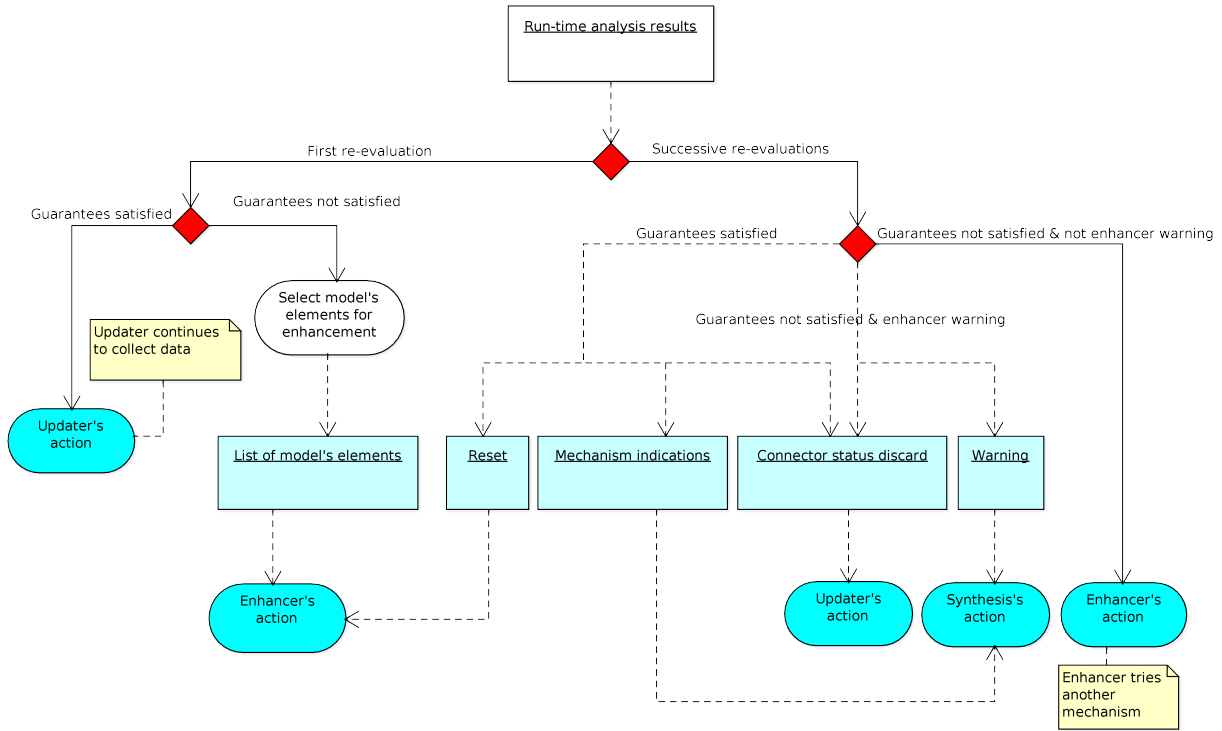 Run-time analysis results
First re-evaluation
Successive re-evaluations
Guarantees satisfied
Guarantees not satisfied
Guarantees satisfied
Guarantees not satisfied & not enhancer warning
Select model's
elements for
enhancement
Updater continues
to collect data
Guarantees not satisfied & enhancer warning
Updater's
action
List of model's elements
Reset
Mechanism indications
Connector status discard
Warning
Enhancer's
action
Updater's
action
Synthesis's
action
Enhancer's
action
Enhancer tries
another
mechanism